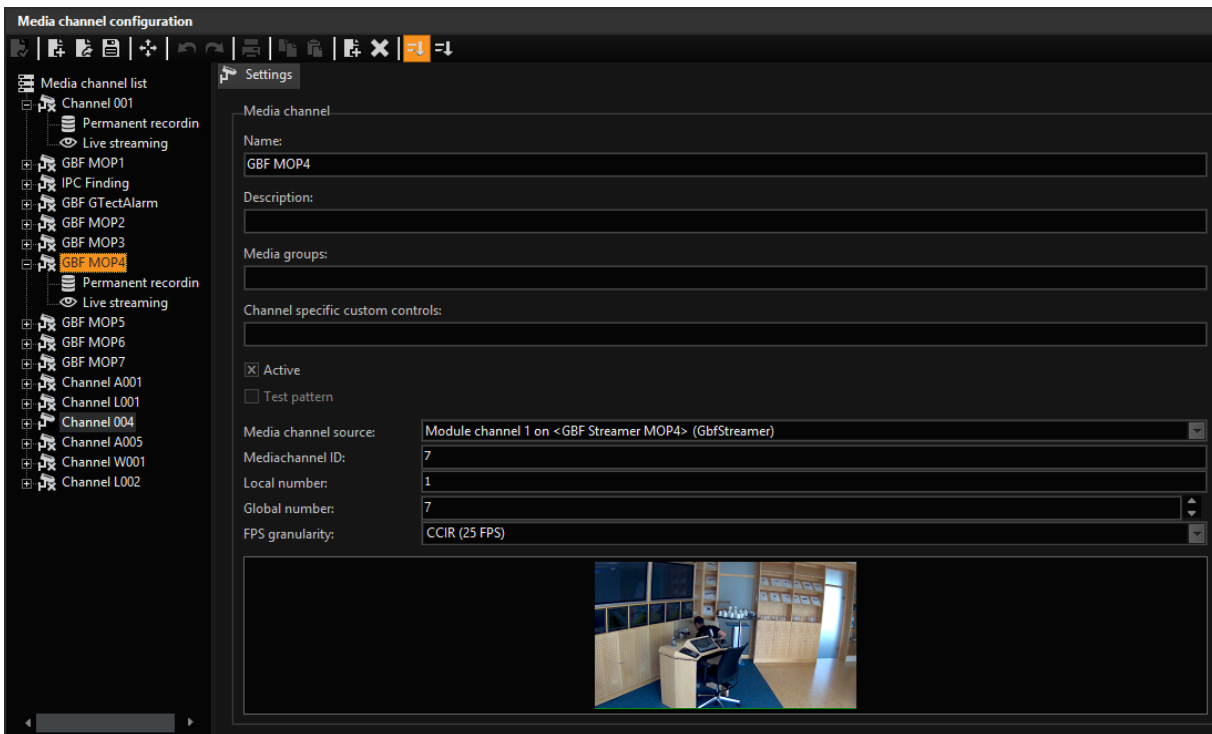 Media channel configuration
Media channel list
Channel 001
Permanent recordin
Live streaming
GBF MOP1
IPC Finding
GBF GTectAlarm
GBF MOP2
GBF MOP3
GBF MOP4
Permanent recordin
Live streaming
GBF MOP5
GBF MOP6
GBF MOP7
Channel A001
Channel L001
Channel 004
Channel A005
Channel W001
Channel L002
Settings
Media channel
Name:
GBF MOP4
Description:
Media groups:
Channel specific custom controls:
Active
Test pattern
Media channel source: Module channel 1 on <GBF Streamer MOP4> (GbfStreamer)
Mediachannel ID: 7
Local number: 1
Global number: 7
FPS granularity: CCIR (25 FPS)